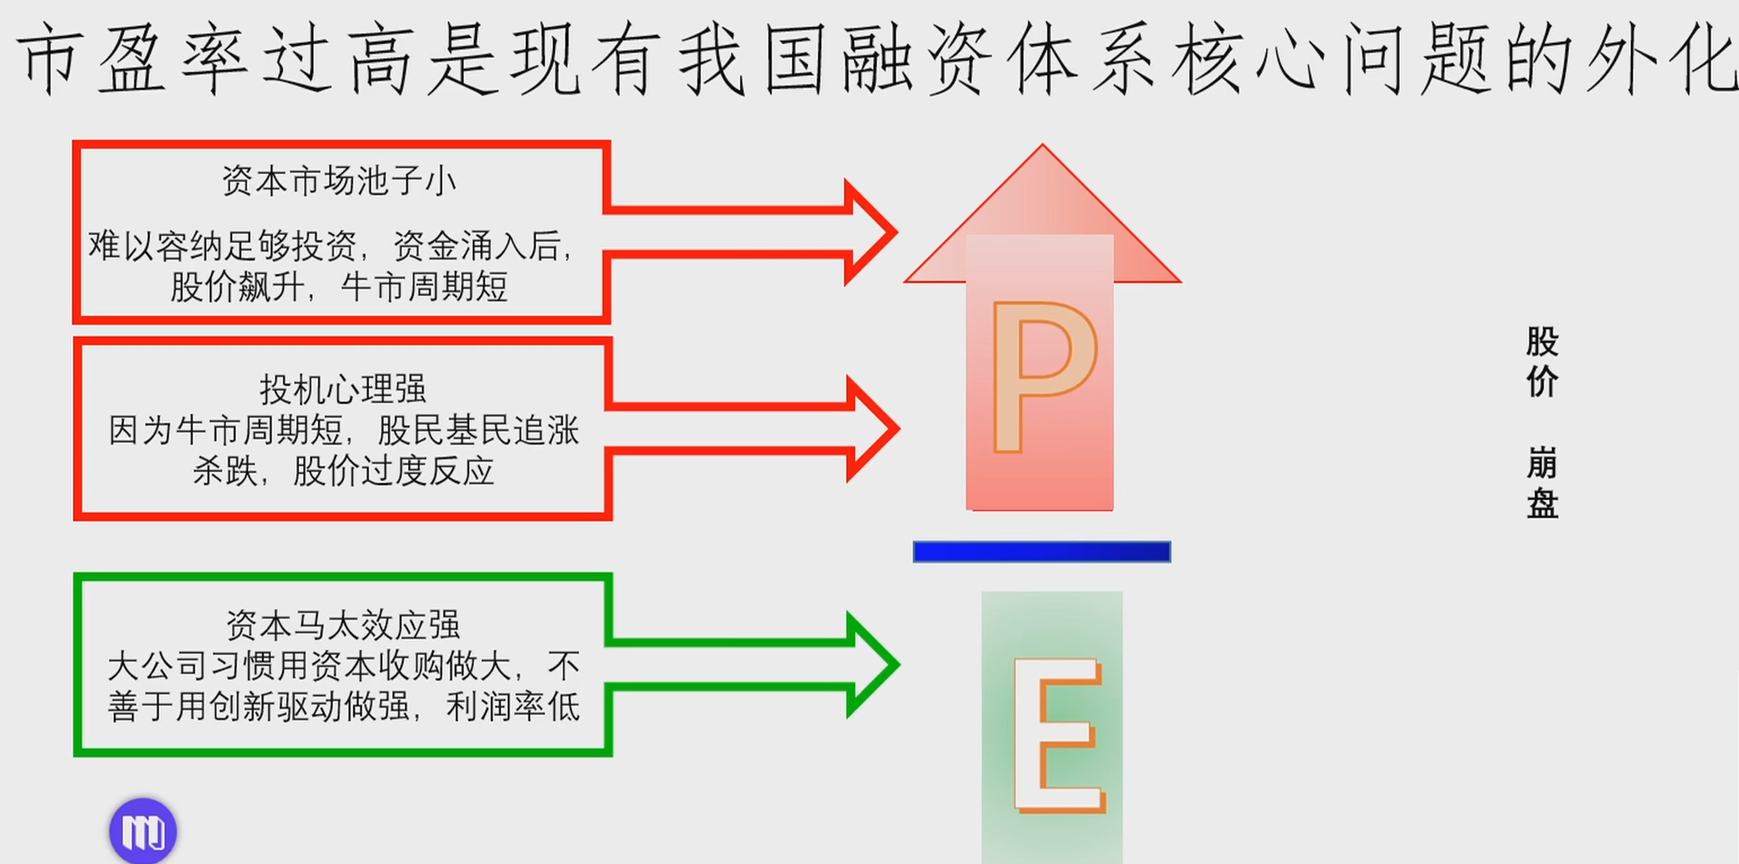 市盈率过高是现有我国融资体系核心问题的外化
资本市场池子小
难以容纳足够投资，资金涌入后，
股价飙升，牛市周期短
投机心理强
因为牛市周期短，股民基民追涨
杀跌，股价过度反应
资本马太效应强
大公司习惯用资本收购做大，不
善于用创新驱动做强，利润率低
P
E
股
价
崩
盘